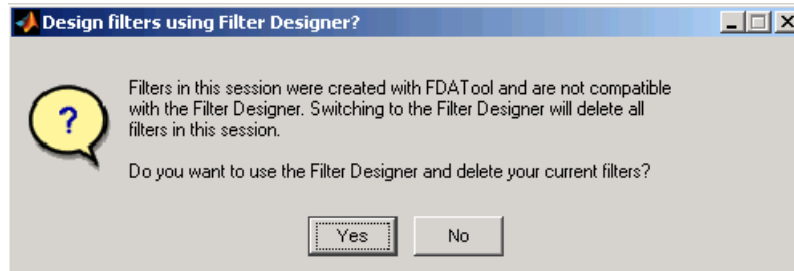 Design filters using Filter Designer?
Filters in this session were created with FDATool and are not compatible
with the Filter Designer. Switching to the Filter Designer will delete all
filters in this session.
Do you want to use the Filter Designer and delete your current filters?
Yes No